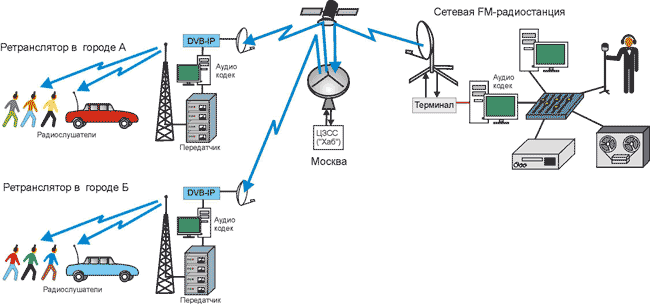 Сетевая FM-радиостанция
Ретранслятор в городе А
DVB-IP
Аудио
кодек
Радиослушатели
Передатчик
Терминал
Аудио
кодек
ЦЗСС
("Хаб")
Москва
Ретранслятор в городе Б
DVB-IP
Аудио
кодек
Радиослушатели
Передатчик